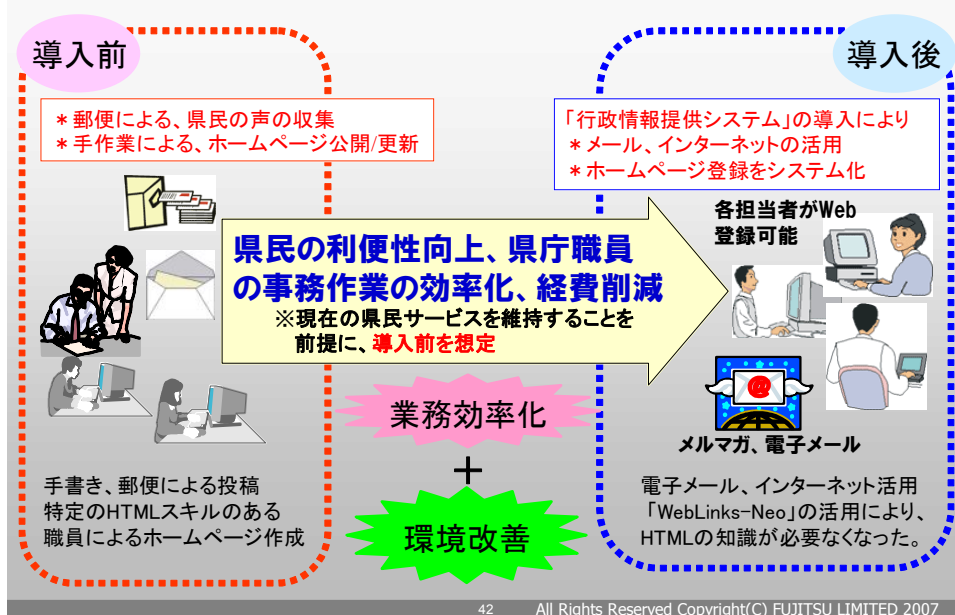 導入前
導入後
＊郵便による、県民の声の収集
＊手作業による、ホームページ公開/更新
「行政情報提供システム」の導入により
＊メール、インターネットの活用
＊ホームページ登録をシステム化
各担当者がWeb
登録可能
県民の利便性向上、県庁職員
の事務作業の効率化、経費削減
※現在の県民サービスを維持することを
前提に、導入前を想定
@
メルマガ、電子メール
業務効率化
＋
環境改善
手書き、郵便による投稿
特定のHTMLスキルのある
職員によるホームページ作成
電子メール、インターネット活用
「WebLinks-Neo」の活用により、
HTMLの知識が必要なくなった。
42 All Rights Reserved Copyright(C) FUJITSU LIMITED 2007